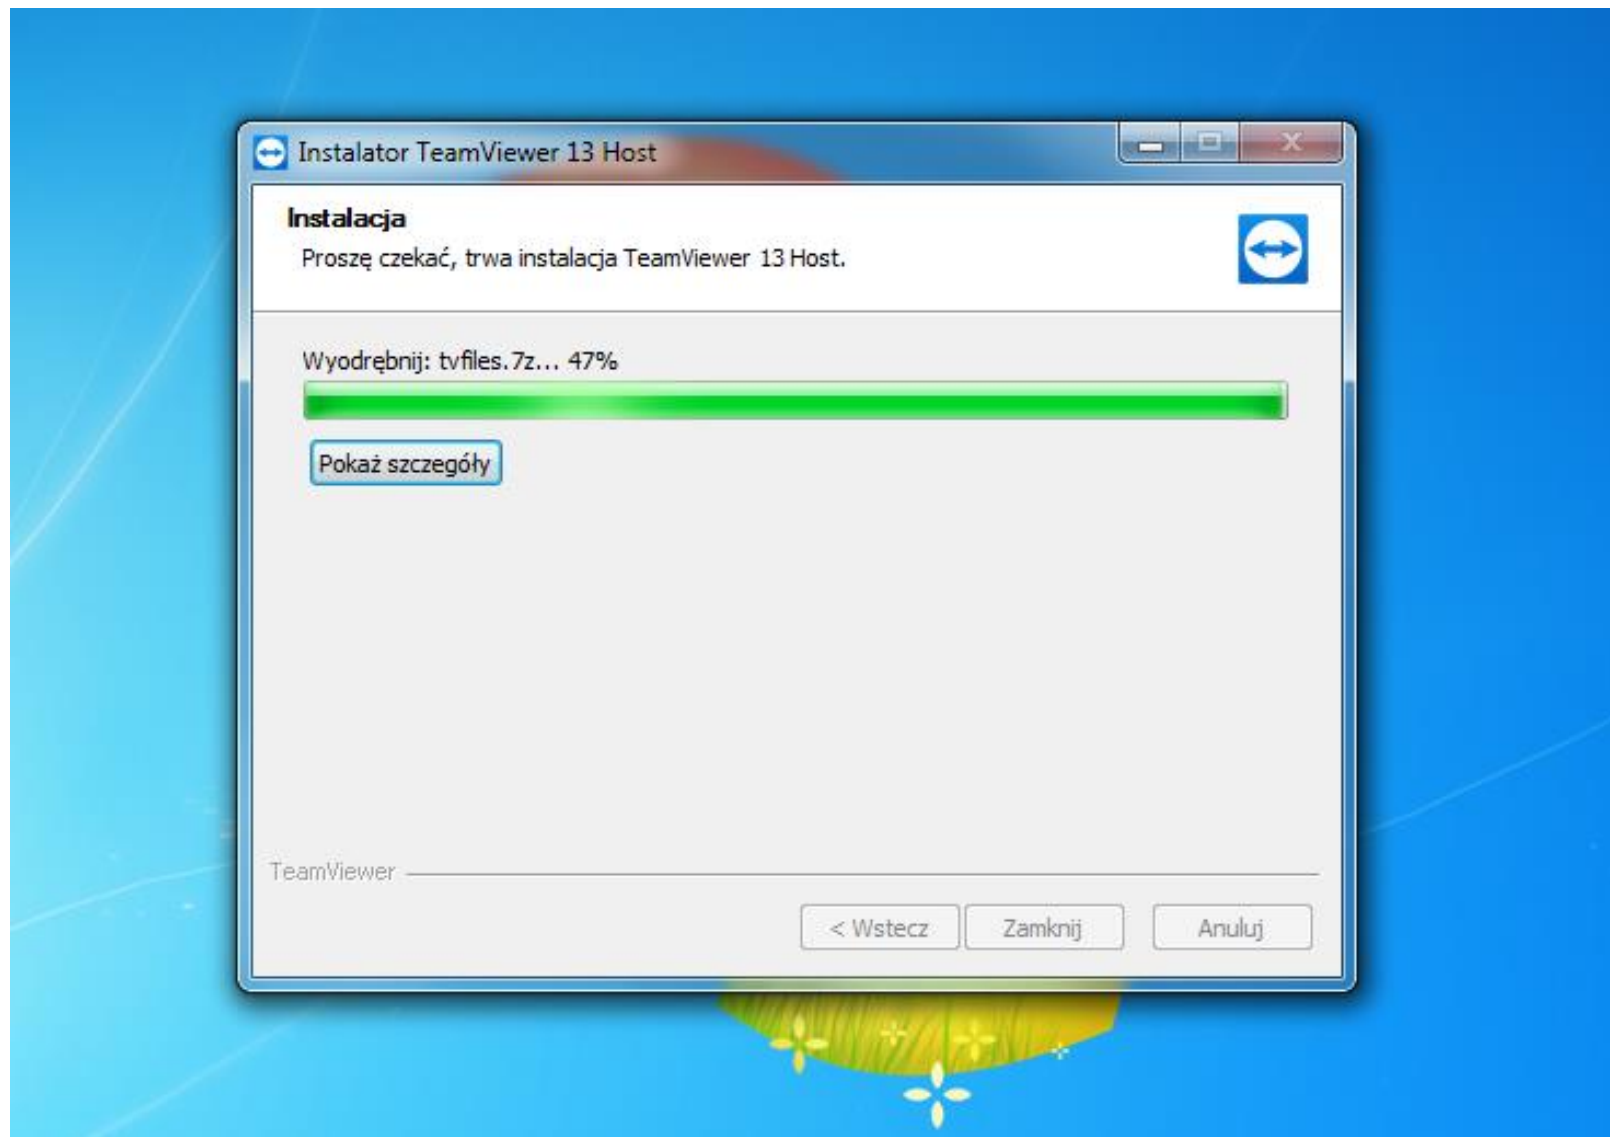 Instalator TeamViewer 13 Host
Instalacja
Proszę czekać, trwa instalacja TeamViewer 13 Host.
Wyodrębnij: tvfiles.7z... 47%
Pokaż szczegóły
TeamViewer
< Wstecz
Zamknij
Anuluj